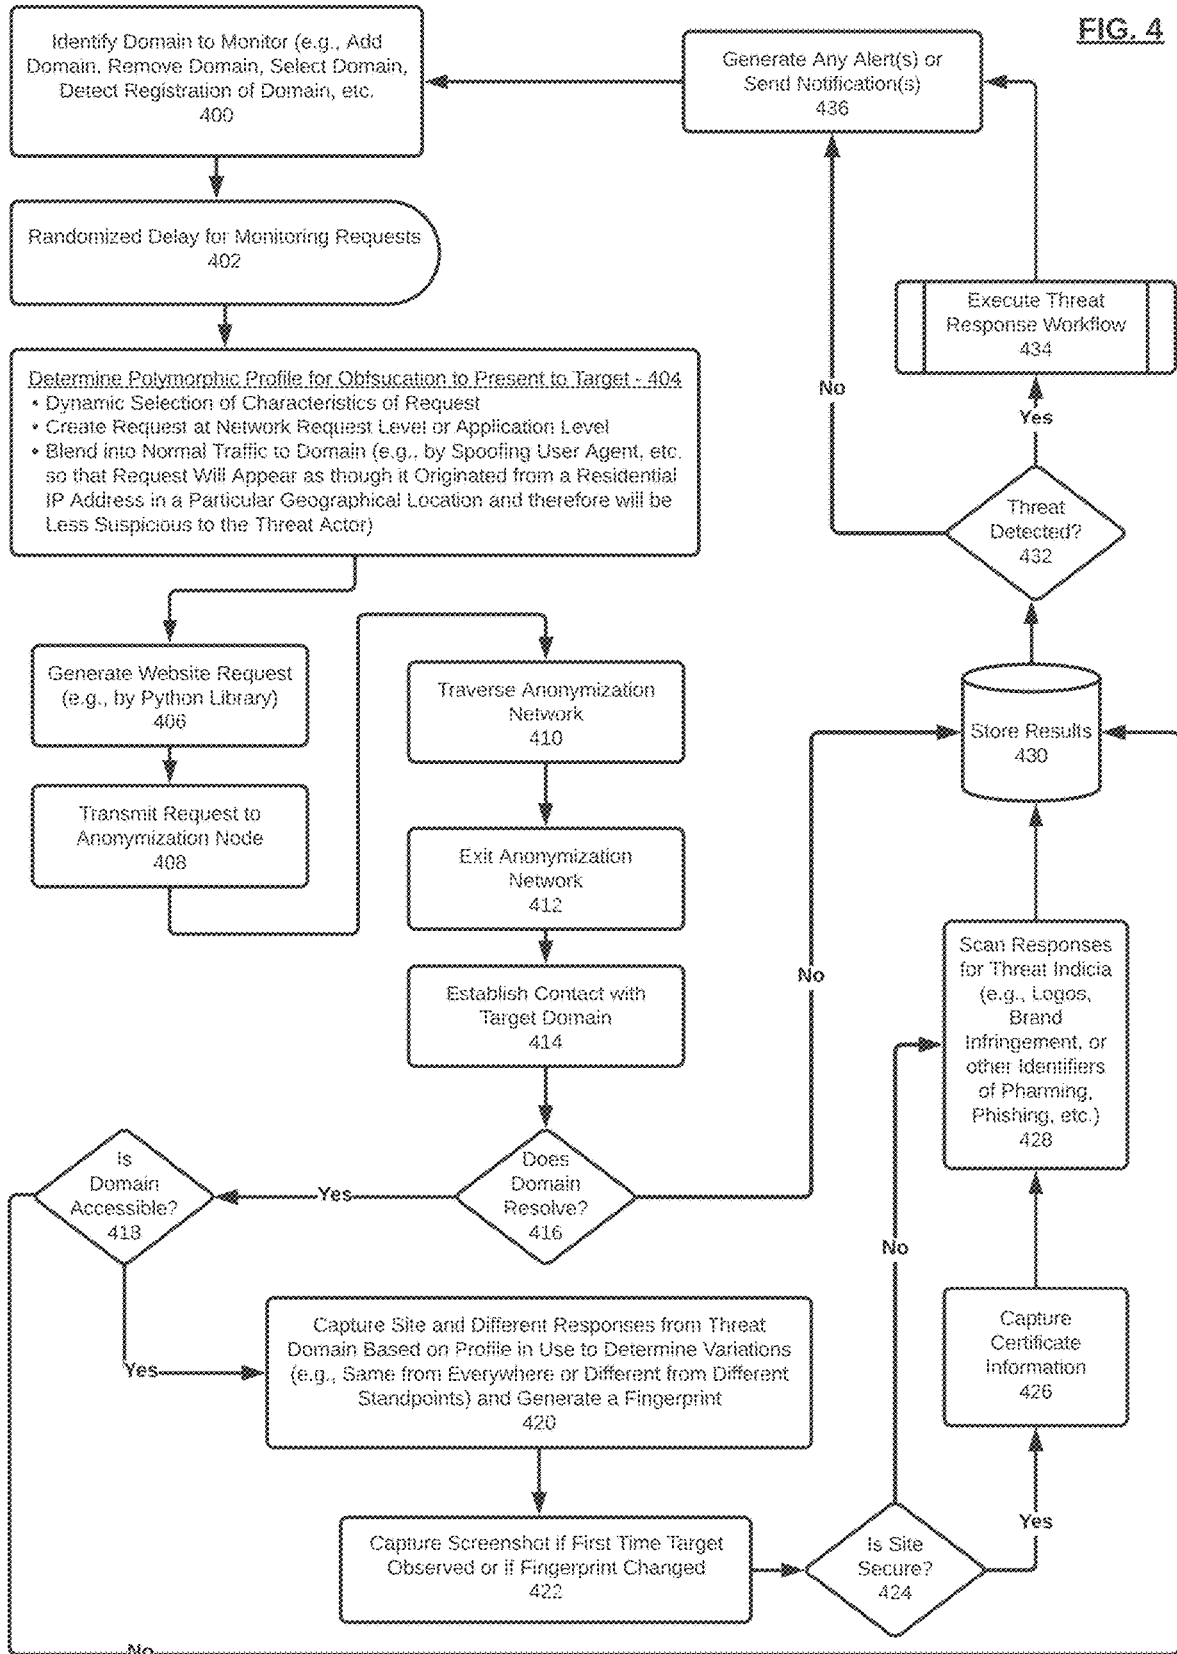 FIG. 4
Identify Domain to Monitor (e.g., Add
Domain, Remove Domain, Select Domain,
Detect Registration of Domain, etc.
400
Generate Any Alert(s) or
Send Notification(s)
436
Randomized Delay for Monitoring Requests
402
Execute Threat
Response Workflow
434
Determine Polymorphic Profile for Obfsucation to Present to Target - 404
• Dynamic Selection of Characteristics of Request
• Create Request at Network Request Level or Application Level
• Blend into Normal Traffic to Domain (e.g., by Spoofing User Agent, etc.
so that Request Will Appear as though it Originated from a Residential
IP Address in a Particular Geographical Location and therefore will be
Less Suspicious to the Threat Actor)
No
Yes
Threat
Detected?
432
Generate Website Request
(e.g., by Python Library)
406
Traverse Anonymization
Network
410
Store Results
430
Transmit Request to
Anonymization Node
408
Exit Anonymization
Network
412
Establish Contact with
Target Domain
414
No
Scan Responses
for Threat Indicia
(e.g., Logos,
Brand
Infringement, or
other Identifiers
of Pharming,
Phishing, etc.)
428
Is
Domain
Accessible?
418
Yes
Does
Domain
Resolve?
416
No
Capture Site and Different Responses from Threat
Domain Based on Profile in Use to Determine Variations
(e.g., Same from Everywhere or Different from Different
Standpoints) and Generate a Fingerprint
420
Yes
Capture
Certificate
Information
426
Capture Screenshot if First Time Target
Observed or if Fingerprint Changed
422
Is Site
Secure?
424
Yes
No